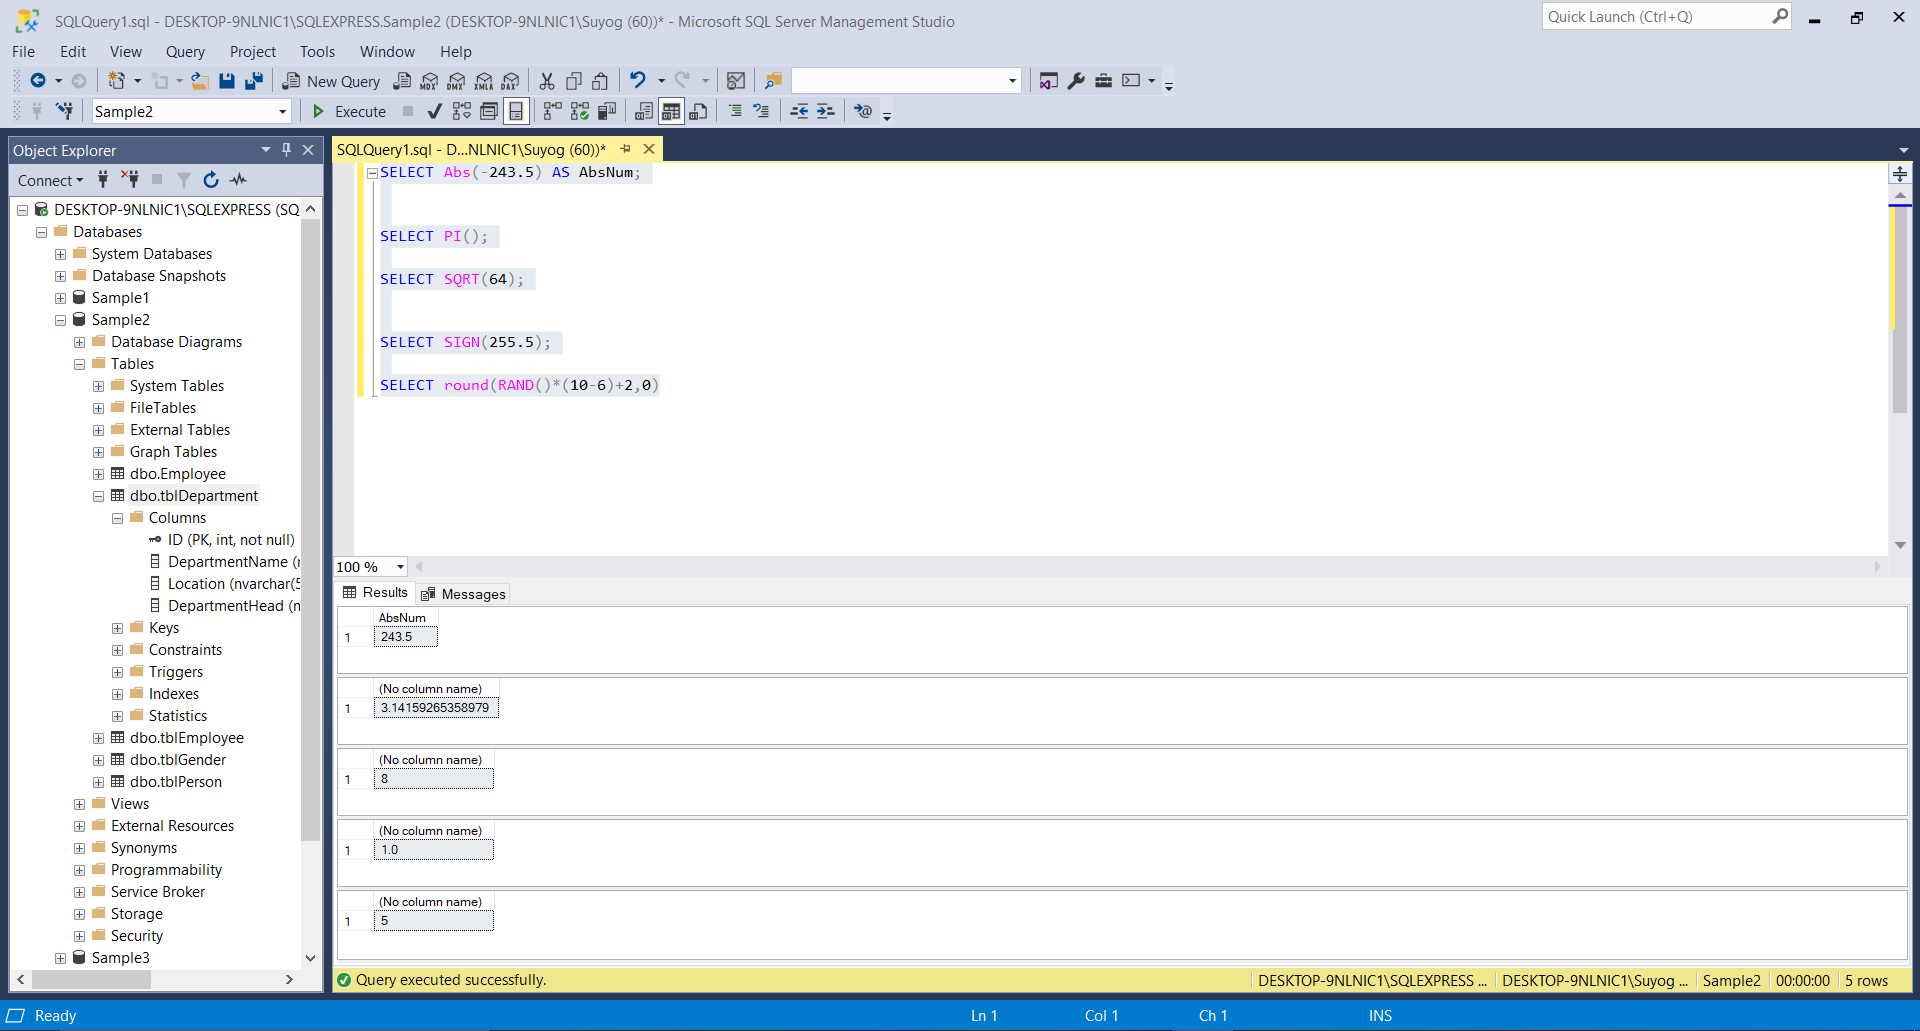 SQLQuery1.sql - DESKTOP-9NLNIC1\SQLEXPRESS.Sample2 (DESKTOP-9NLNIC1\Suyog (60))* - Microsoft SQL Server Management Studio
Quick Launch (Ctrl+Q)
File Edit View Query Project Tools Window Help
New Query
MDX DMX XMLA DAX
Sample2
Execute
Object Explorer
Connect
DESKTOP-9NLNIC1\SQLEXPRESS (SQ
Databases
System Databases
Database Snapshots
Sample1
Sample2
Database Diagrams
Tables
System Tables
FileTables
External Tables
Graph Tables
dbo.Employee
dbo.tblDepartment
Columns
ID (PK, int, not null)
DepartmentName (n
Location (nvarchar(5
DepartmentHead (n
Keys
Constraints
Triggers
Indexes
Statistics
dbo.tblEmployee
dbo.tblGender
dbo.tblPerson
Views
External Resources
Synonyms
Programmability
Service Broker
Storage
Security
Sample3
SQLQuery1.sql - D...NLNIC1\Suyog (60))*
SELECT Abs(-243.5) AS AbsNum;
SELECT PI();
SELECT SQRT(64);
SELECT SIGN(255.5);
SELECT round(RAND()*(10-6)+2,0)
100 %
Results Messages
AbsNum
1 243.5
(No column name)
1 3.14159265358979
(No column name)
1 8
(No column name)
1 1.0
(No column name)
1 5
Query executed successfully.
DESKTOP-9NLNIC1\SQLEXPRESS ... DESKTOP-9NLNIC1\Suyog ... Sample2 00:00:00 5 rows
Ready Ln 1 Col 1 Ch 1 INS